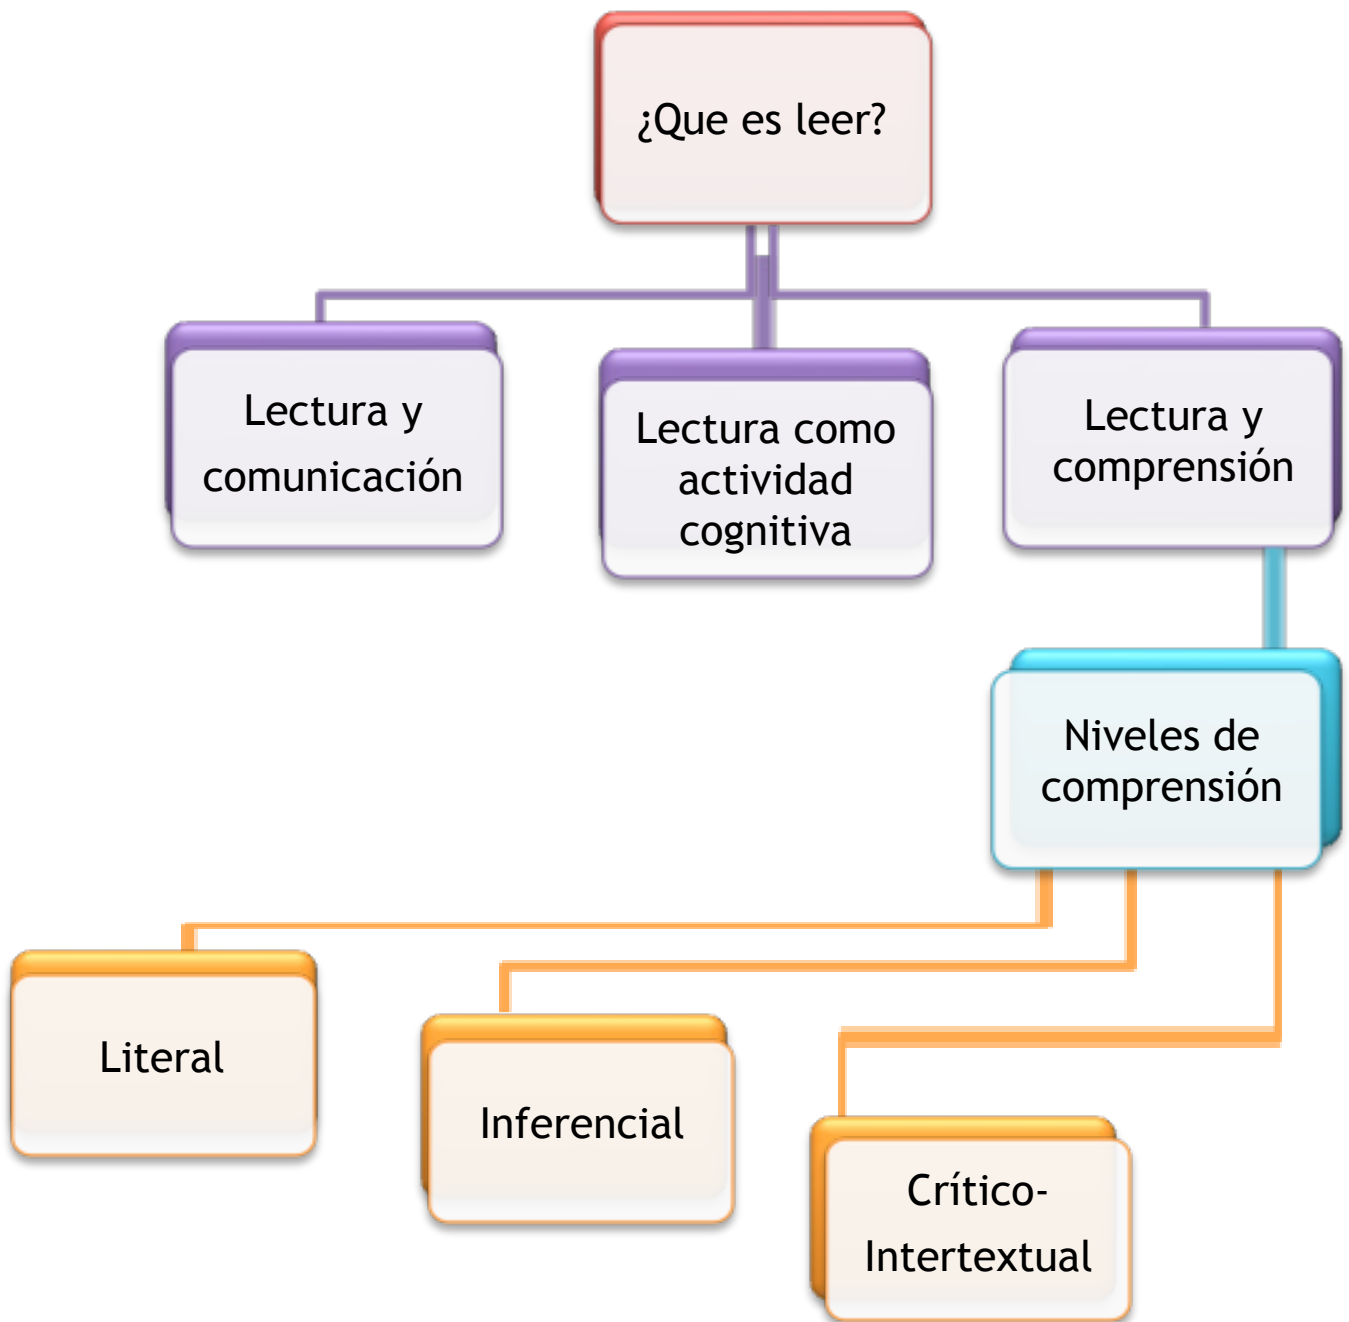 ¿Que es leer?
Lectura y
comunicación
Lectura como
actividad
cognitiva
Lectura y
comprensión
Niveles de
comprensión
Literal
Inferencial
Crítico-
Intertextual